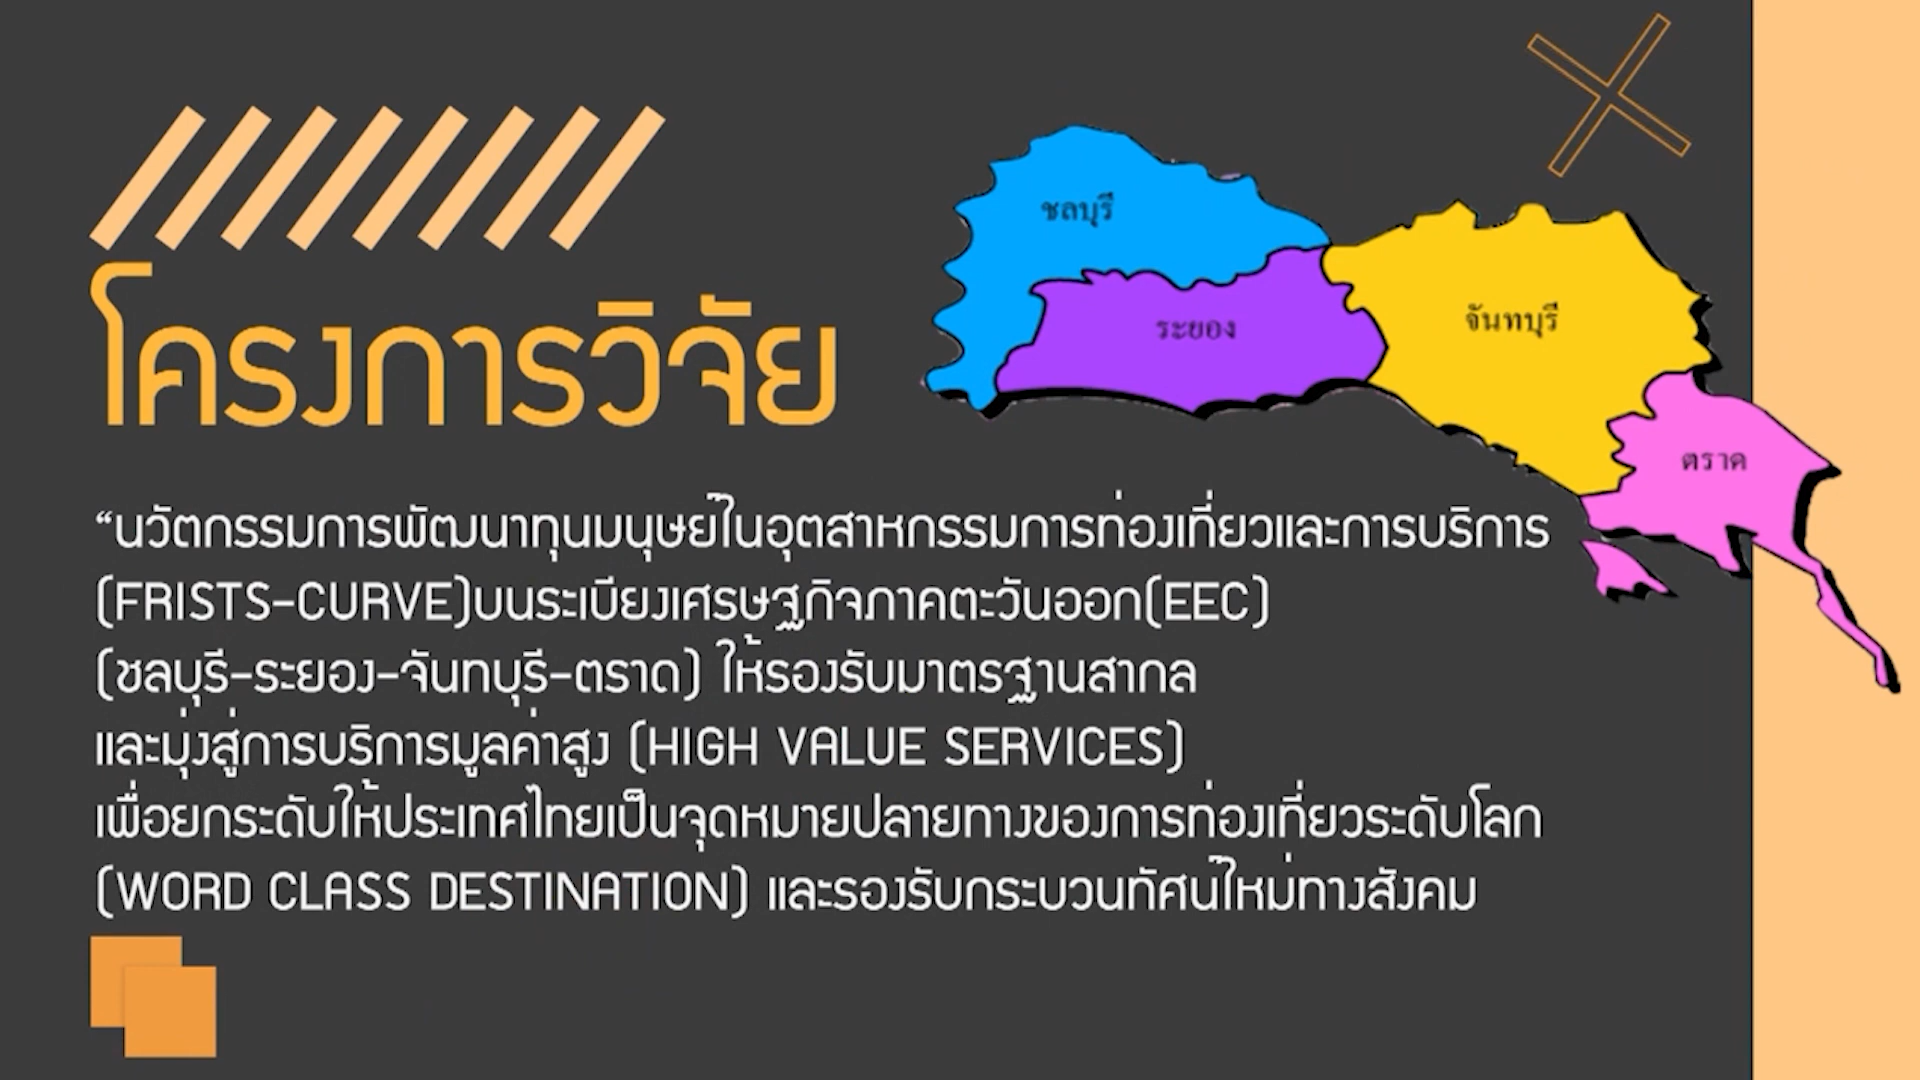 ชลบุรี
ระยอง
จันทบุรี
ตราด
โครงการวิจัย
“นวัตกรรมการพัฒนาทุนมนุษย์ในอุตสาหกรรมการท่องเที่ยวและการบริการ
(FRISTS-CURVE)บนระเบียงเศรษฐกิจภาคตะวันออก(EEC)
(ชลบุรี-ระยอง-จันทบุรี-ตราด) ให้รองรับมาตรฐานสากล
และมุ่งสู่การบริการมูลค่าสูง (HIGH VALUE SERVICES)
เพื่อยกระดับให้ประเทศไทยเป็นจุดหมายปลายทางของการท่องเที่ยวระดับโลก
(WORD CLASS DESTINATION) และรองรับกระบวนทัศน์ใหม่ทางสังคม